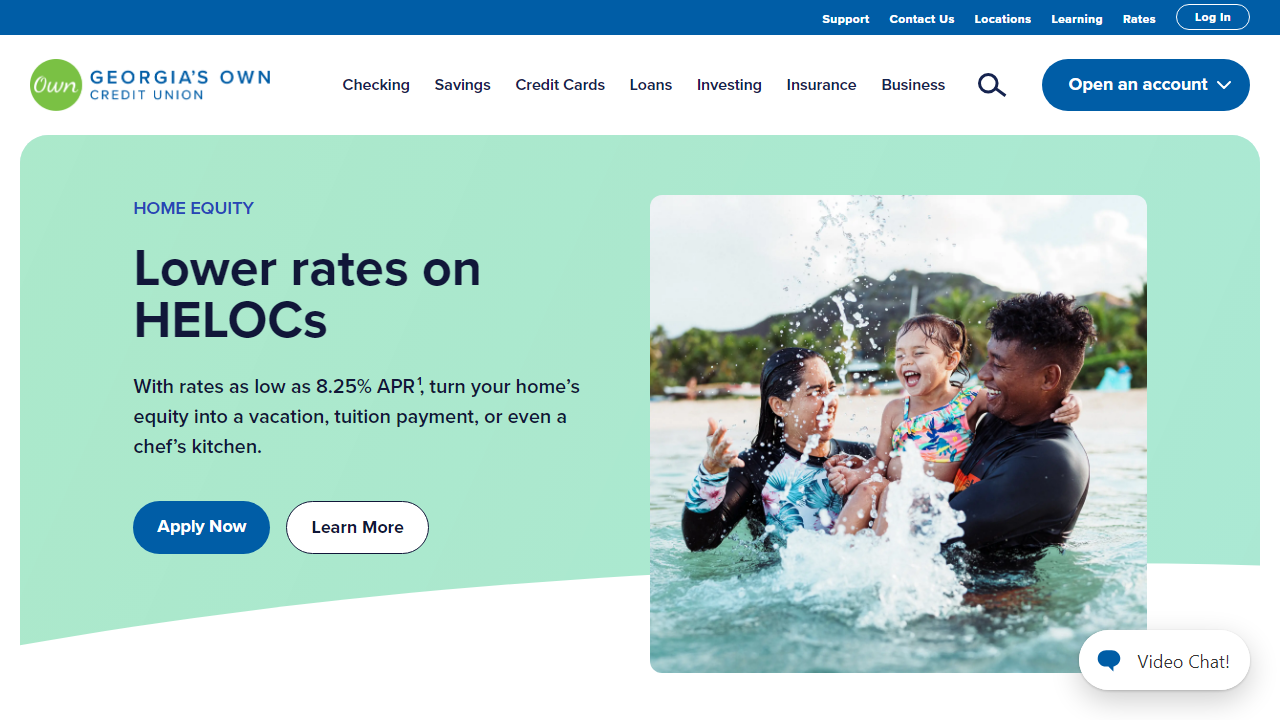 Support Contact Us Locations Learning Rates Log In
Own GEORGIA'S OWN
CREDIT UNION
Checking Savings Credit Cards Loans Investing Insurance Business Open an account
HOME EQUITY
Lower rates on
HELOCs
With rates as low as 8.25% APR¹, turn your home’s
equity into a vacation, tuition payment, or even a
chef’s kitchen.
Apply Now Learn More
Video Chat!